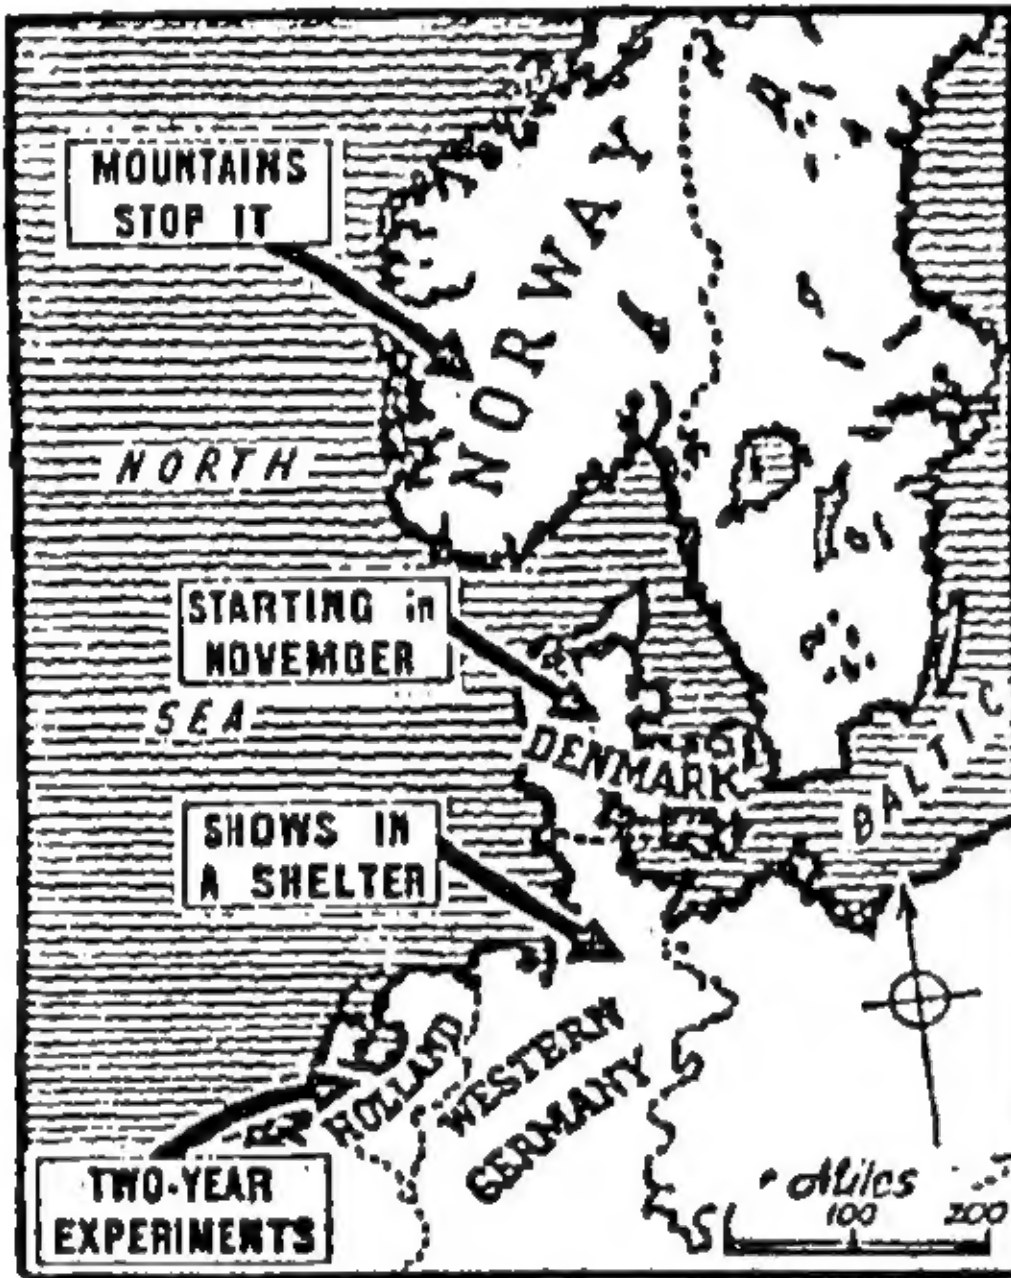 MOUNTAINS
STOP IT
NORWAY
NORTH
STARTING in
NOVEMBER
SEA
DENMARK
BALTIC
SHOWS IN
A SHELTER
HOLLAND
WESTERN
GERMANY
TWO-YEAR
EXPERIMENTS
Miles
100 200